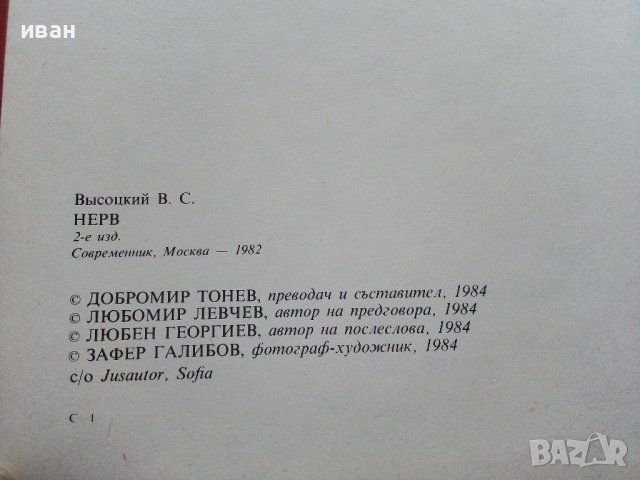 иван
Высоцкий В. С.
НЕРВ
2-е изд.
Современник, Москва — 1982
© ДОБРОМИР ТОНЕВ, преводач и съставител, 1984
© ЛЮБОМИР ЛЕВЧЕВ, автор на предговора, 1984
© ЛЮБЕН ГЕОРГИЕВ, автор на послеслова, 1984
© ЗАФЕР ГАЛИБОВ, фотограф-художник, 1984
c/o Jusautor, Sofia
С 1
BAZAR